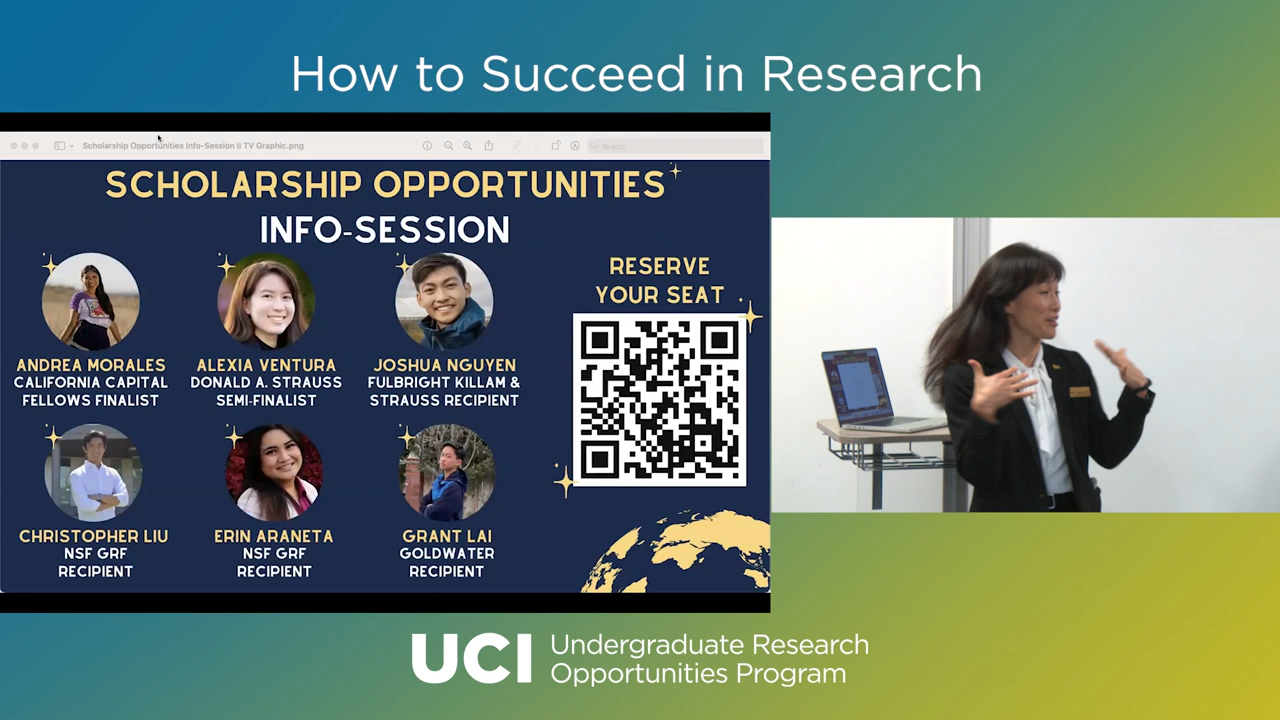 How to Succeed in Research
Scholarship Opportunities Info-Session II TV Graphic.png
Search
SCHOLARSHIP OPPORTUNITIES
INFO-SESSION
RESERVE
YOUR SEAT
ANDREA MORALES
CALIFORNIA CAPITAL
FELLOWS FINALIST
ALEXIA VENTURA
DONALD A. STRAUSS
SEMI-FINALIST
JOSHUA NGUYEN
FULBRIGHT KILLAM &
STRAUSS RECIPIENT
CHRISTOPHER LIU
NSF GRF
RECIPIENT
ERIN ARANETA
NSF GRF
RECIPIENT
GRANT LAI
GOLDWATER
RECIPIENT
UCI
Undergraduate Research
Opportunities Program